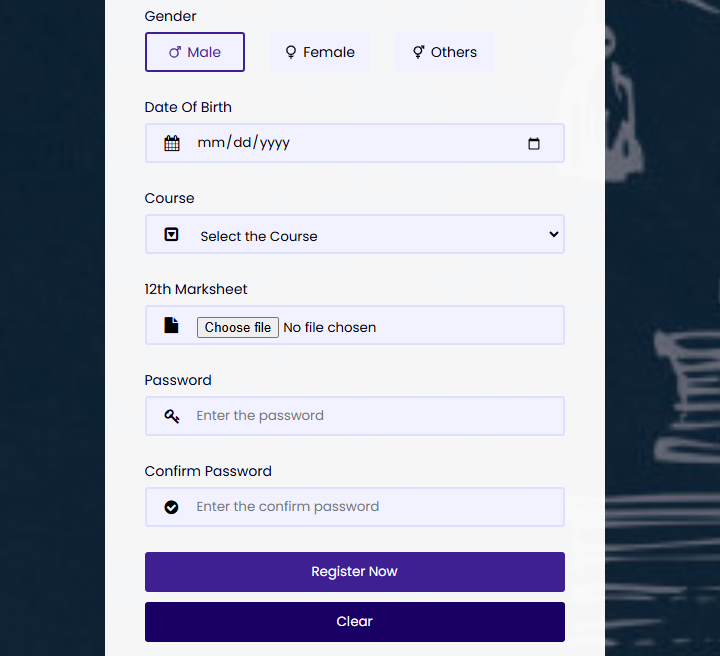 Gender
Male Female Others
Date Of Birth
mm/dd/yyyy
Course
Select the Course
12th Marksheet
Choose file No file chosen
Password
Enter the password
Confirm Password
Enter the confirm password
Register Now
Clear